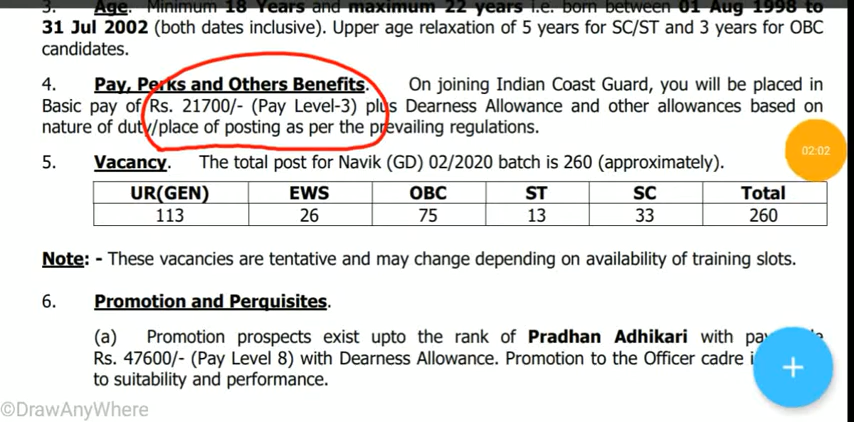 3. Age. Minimum 18 Years and maximum 22 years i.e. born between 01 Aug 1998 to
31 Jul 2002 (both dates inclusive). Upper age relaxation of 5 years for SC/ST and 3 years for OBC
candidates.
4. Pay, Perks and Others Benefits. On joining Indian Coast Guard, you will be placed in
Basic pay of Rs. 21700/- (Pay Level-3) plus Dearness Allowance and other allowances based on
nature of duty/place of posting as per the prevailing regulations.
02:02
5. Vacancy. The total post for Navik (GD) 02/2020 batch is 260 (approximately).
UR(GEN) EWS OBC ST SC Total
113 26 75 13 33 260
Note: - These vacancies are tentative and may change depending on availability of training slots.
6. Promotion and Perquisites.
(a) Promotion prospects exist upto the rank of Pradhan Adhikari with
Rs. 47600/- (Pay Level 8) with Dearness Allowance. Promotion to the Officer cadre
+
to suitability and performance.
©DrawAnyWhere